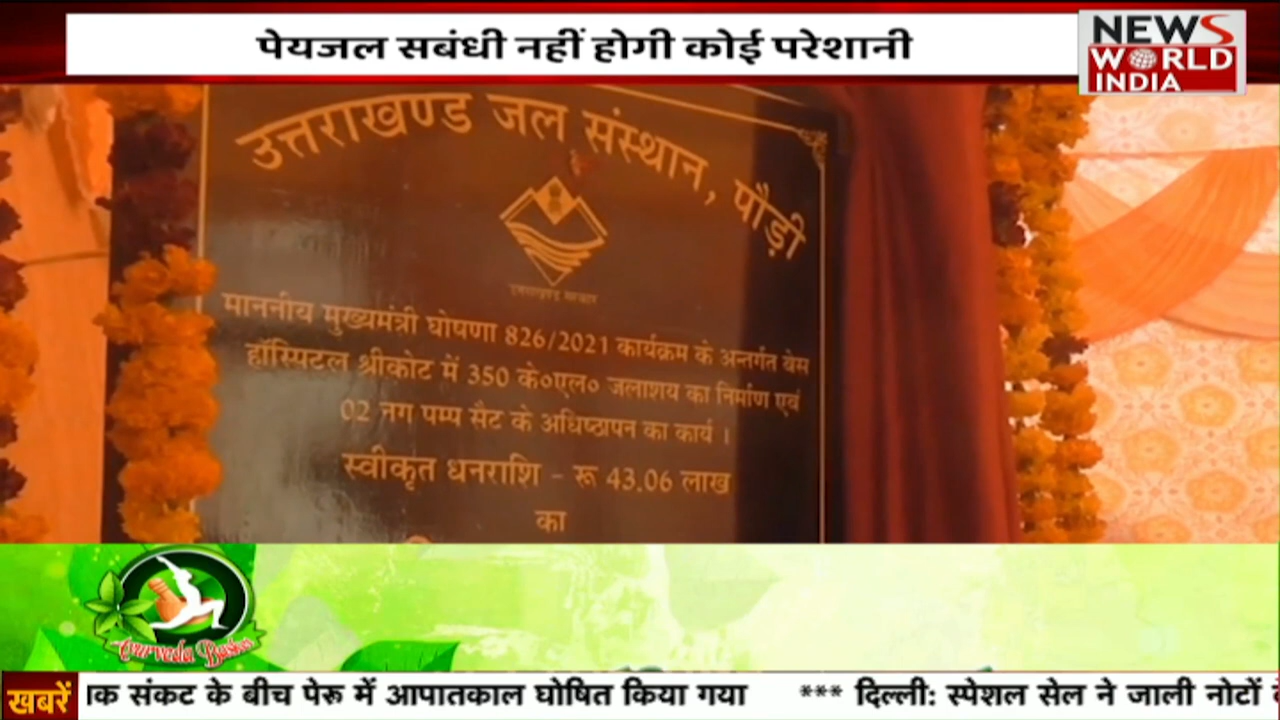 पेयजल सबंधी नहीं होगी कोई परेशानी
NEWS
WORLD
INDIA
उत्तराखण्ड जल संस्थान, पौड़ी
माननीय मुख्यमंत्री घोषणा 826/2021 कार्यक्रम के अन्तर्गत बेस
हॉस्पिटल श्रीकोट में 350 के०एल० जलाशय का निर्माण एवं
02 नग पम्प सैट के अधिष्ठापन का कार्य ।
स्वीकृत धनराशि - रू 43.06 लाख
का
Ayurveda Basket
खबरें
संकट के बीच पेरू में आपातकाल घोषित किया गया *** दिल्ली: स्पेशल सेल ने जाली नोटों